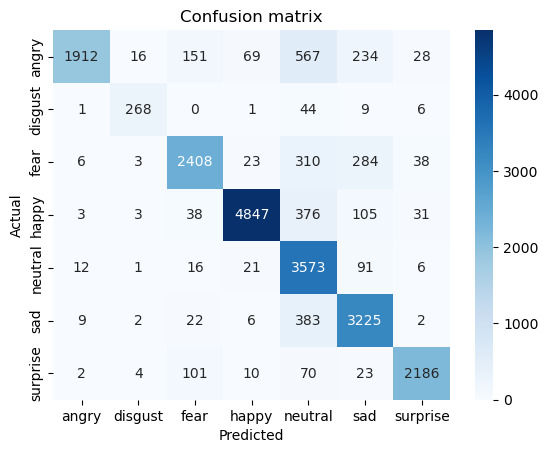 Confusion matrix
angry 1912 16 151 69 567 234 28
disgust 1 268 0 1 44 9 6
fear 6 3 2408 23 310 284 38
happy 3 3 38 4847 376 105 31
neutral 12 1 16 21 3573 91 6
sad 9 2 22 6 383 3225 2
surprise 2 4 101 10 70 23 2186
angry disgust fear happy neutral sad surprise
Predicted
Actual
4000
3000
2000
1000
0